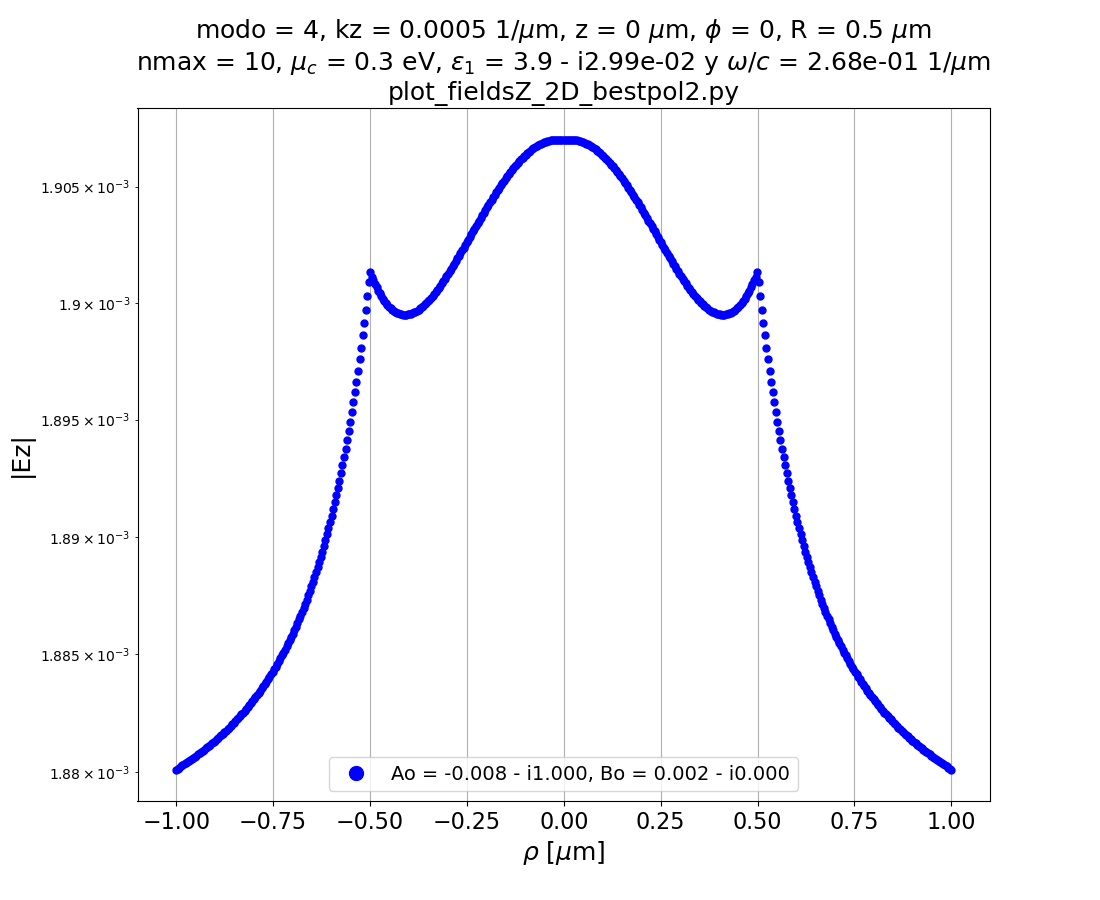 modo = 4, kz = 0.0005 1/μm, z = 0 μm, ϕ = 0, R = 0.5 μm
nmax = 10, μ_c = 0.3 eV, ε_1 = 3.9 - i2.99e-02 y ω/c = 2.68e-01 1/μm
plot_fieldsZ_2D_bestpol2.py
|Ez|
1.905 × 10⁻³
1.9 × 10⁻³
1.895 × 10⁻³
1.89 × 10⁻³
1.885 × 10⁻³
1.88 × 10⁻³
Ao = -0.008 - i1.000, Bo = 0.002 - i0.000
−1.00 −0.75 −0.50 −0.25 0.00 0.25 0.50 0.75 1.00
ρ [μm]